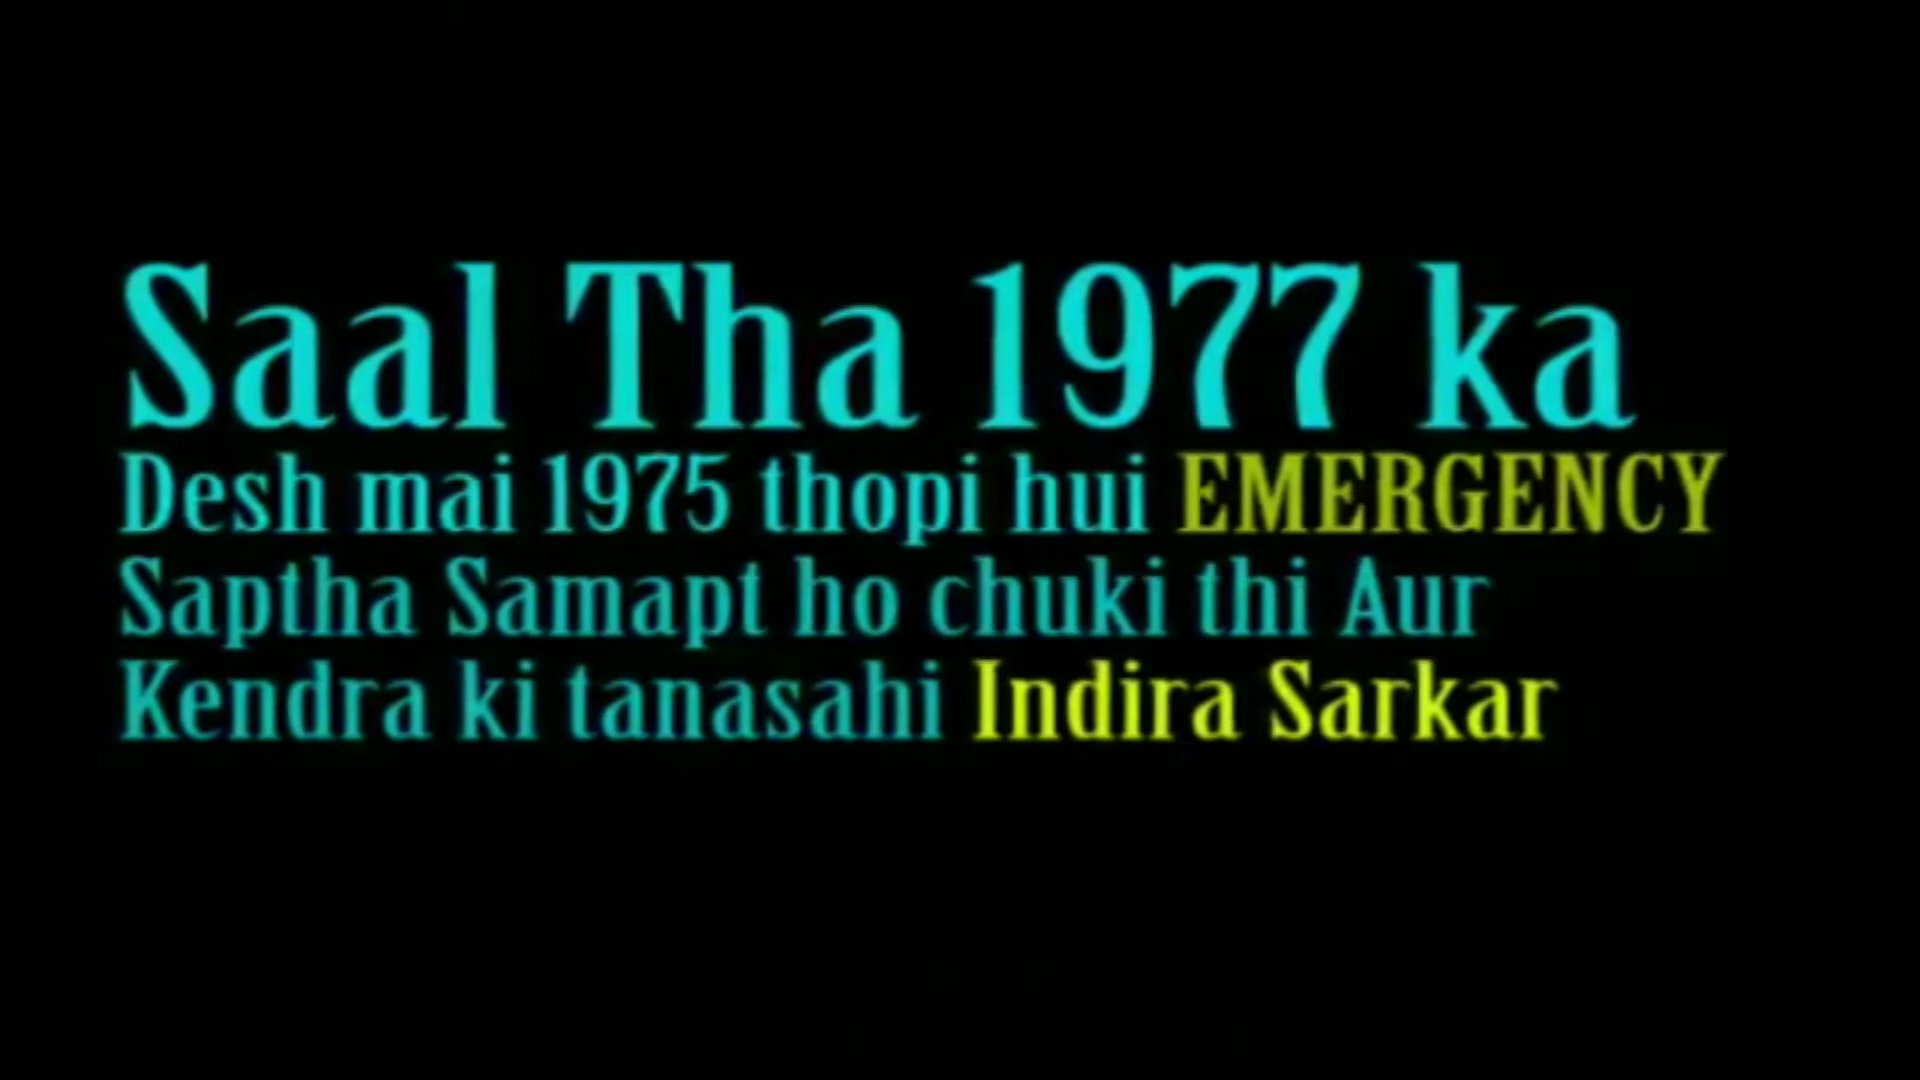 Saal Tha 1977 ka
Desh mai 1975 thopi hui EMERGENCY
Saptha Samapt ho chuki thi Aur
Kendra ki tanasahi Indira Sarkar